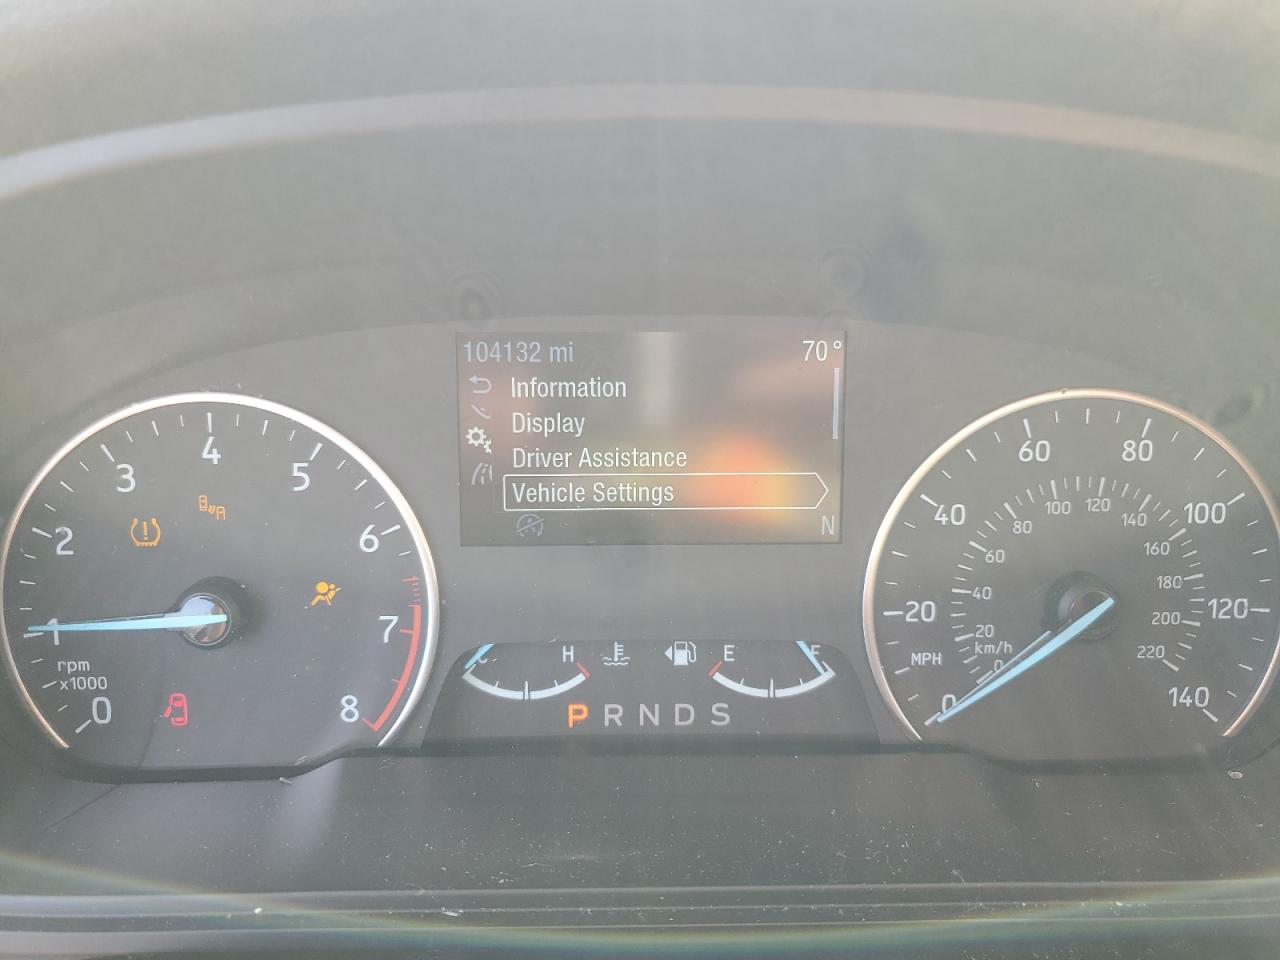 104132 mi 70°
Information
Display
Driver Assistance
Vehicle Settings
N
0 1 2 3 4 5 6 7 8
rpm
x1000
C H
E F
P R N D S
0 20 40 60 80 100 120 140
MPH
km/h
0 20 40 60 80 100 120 140 160 180 200 220